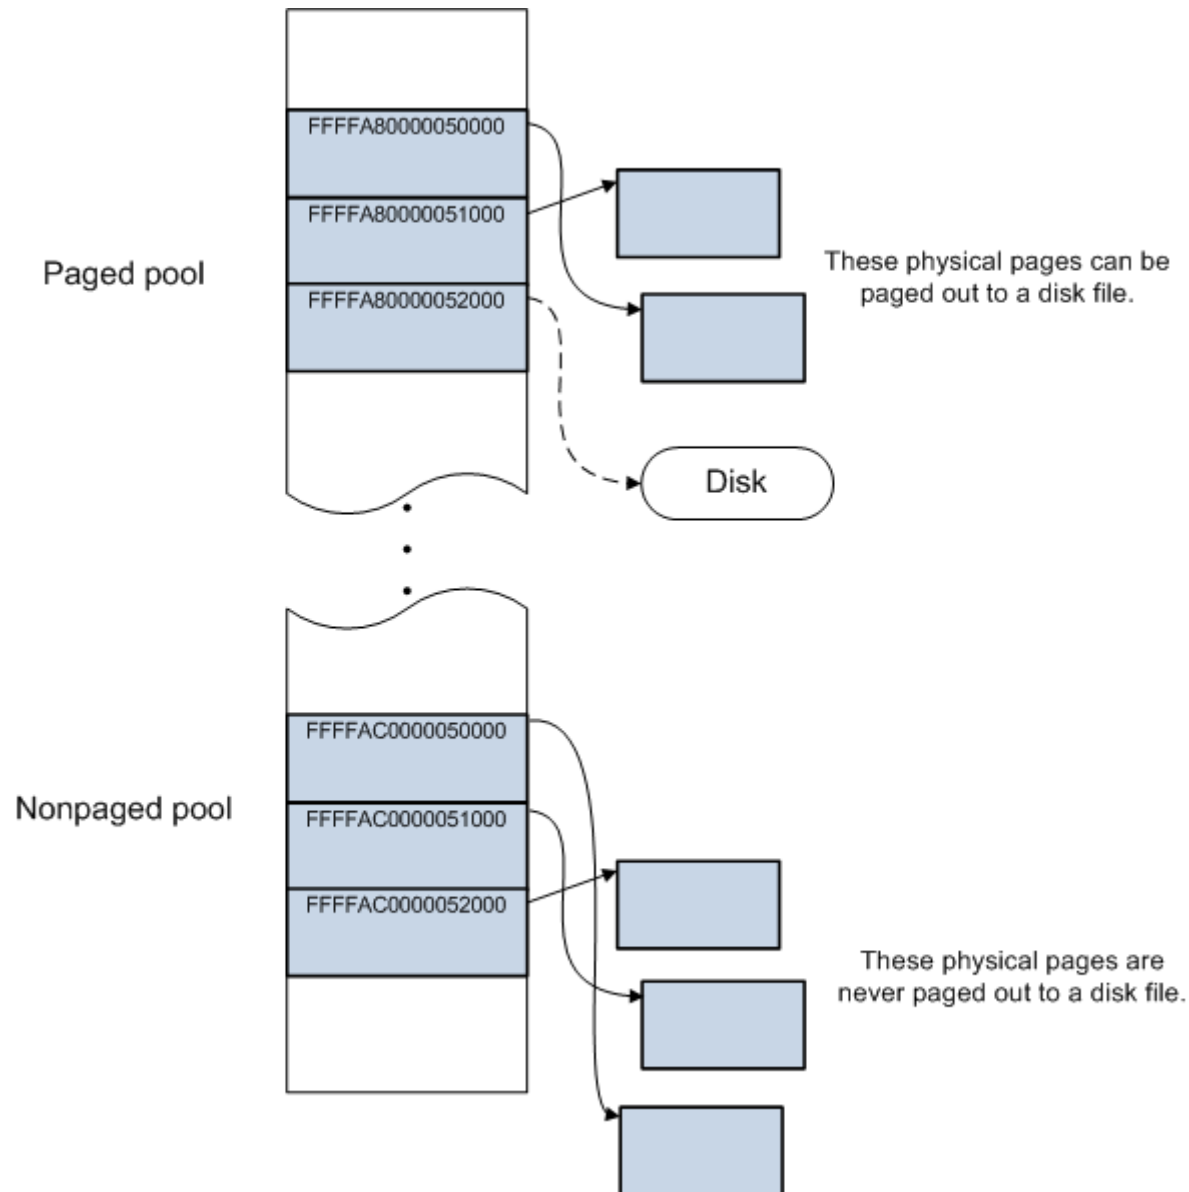 FFFFA80000050000
FFFFA80000051000
Paged pool
FFFFA80000052000
These physical pages can be
paged out to a disk file.
Disk
FFFFAC0000050000
Nonpaged pool
FFFFAC0000051000
FFFFAC0000052000
These physical pages are
never paged out to a disk file.